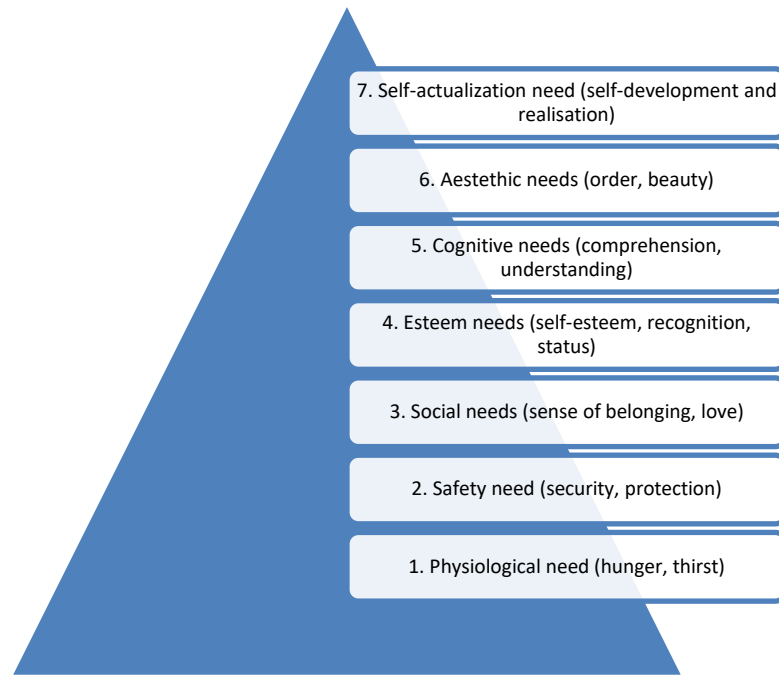 7. Self-actualization need (self-development and
realisation)
6. Aestethic needs (order, beauty)
5. Cognitive needs (comprehension,
understanding)
4. Esteem needs (self-esteem, recognition,
status)
3. Social needs (sense of belonging, love)
2. Safety need (security, protection)
1. Physiological need (hunger, thirst)